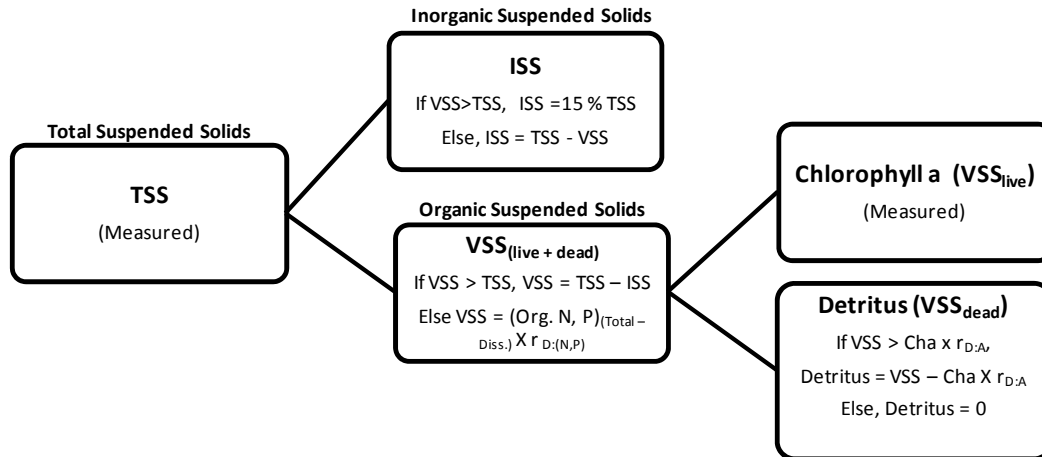 Inorganic Suspended Solids
ISS
If VSS>TSS, ISS =15 % TSS
Else, ISS = TSS - VSS
Total Suspended Solids
TSS
(Measured)
Organic Suspended Solids
VSS(live + dead)
If VSS > TSS, VSS = TSS – ISS
Else VSS = (Org. N, P)(Total –
Diss.) X r D:(N,P)
Chlorophyll a (VSSlive)
(Measured)
Detritus (VSSdead)
If VSS > Cha x rD:A,
Detritus = VSS – Cha X rD:A
Else, Detritus = 0